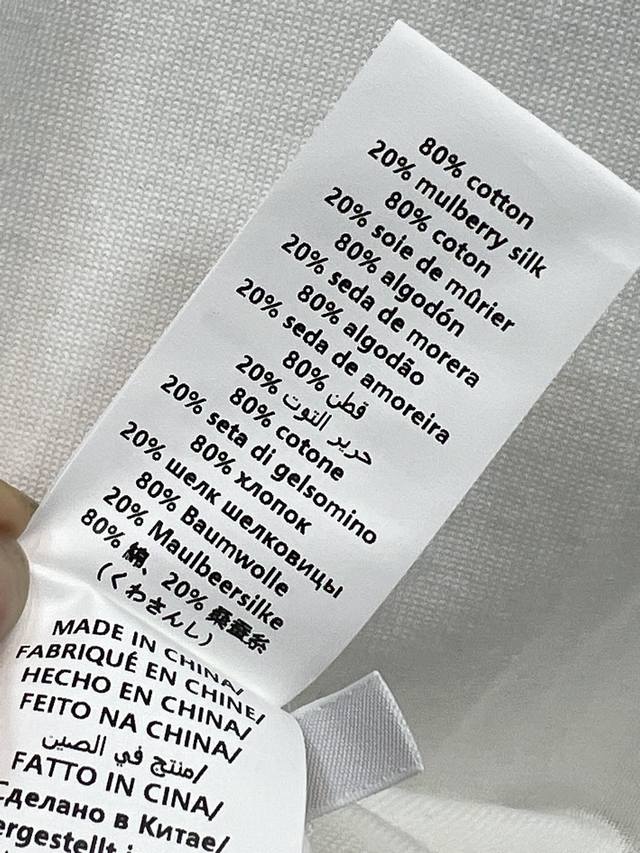 80% cotton
20% mulberry silk
80% coton
20% soie de mûrier
80% algodón
20% seda de morera
80% algodão
20% seda de amoreira
80% قطن
20% حرير التوت
80% cotone
20% seta di gelsomino
80% хлопок
20% шелк шелковицы
80% Baumwolle
20% Maulbeersilke
80% 綿、20% 桑蚕糸
(くわさんし)
MADE IN CHINA/
FABRIQUÉ EN CHINE/
HECHO EN CHINA/
FEITO NA CHINA/
منتج في الصين/
FATTO IN CINA/
Сделано в Китае/